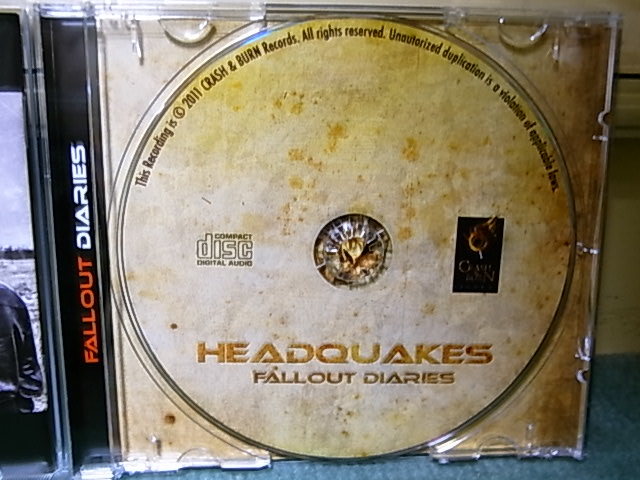 This Recording is © 2011 CRASH & BURN Records. All rights reserved. Unautorized duplication is a violation of applicable laws.
FALLOUT DIARIES
COMPACT
disc
DIGITAL AUDIO
HEADQUAKES
FALLOUT DIARIES